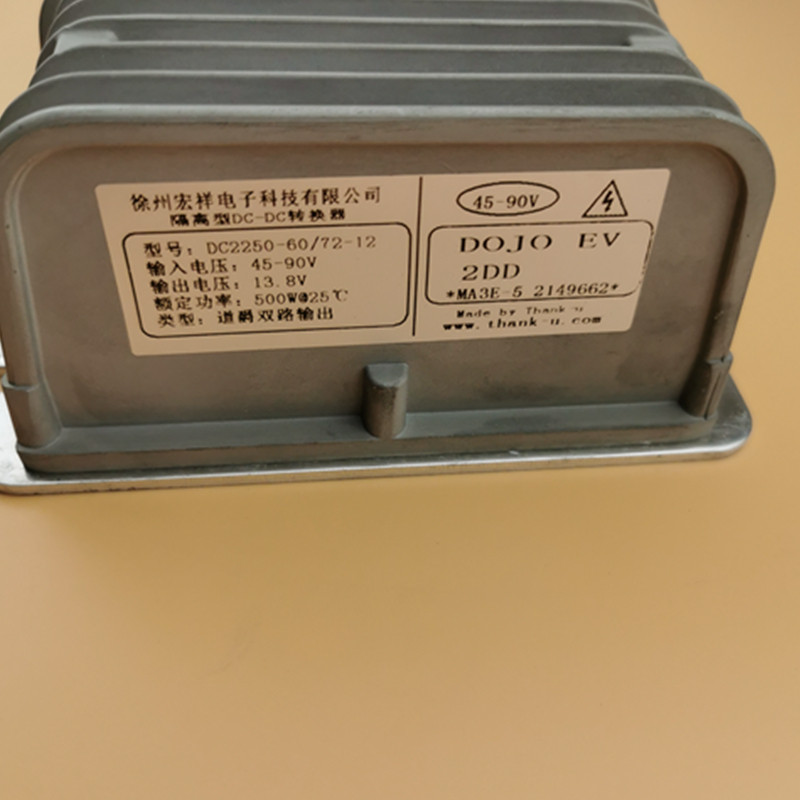 徐州宏祥电子科技有限公司
隔离型DC-DC转换器
型号: DC2250-60/72-12
输入电压: 45-90V
输出电压: 13.8V
额定功率: 500W@25℃
类型: 道爵双路输出
45-90V
DOJO EV
2DD
*MA3E-5 2149662*
Made by Thank-u
www.thank-u.com